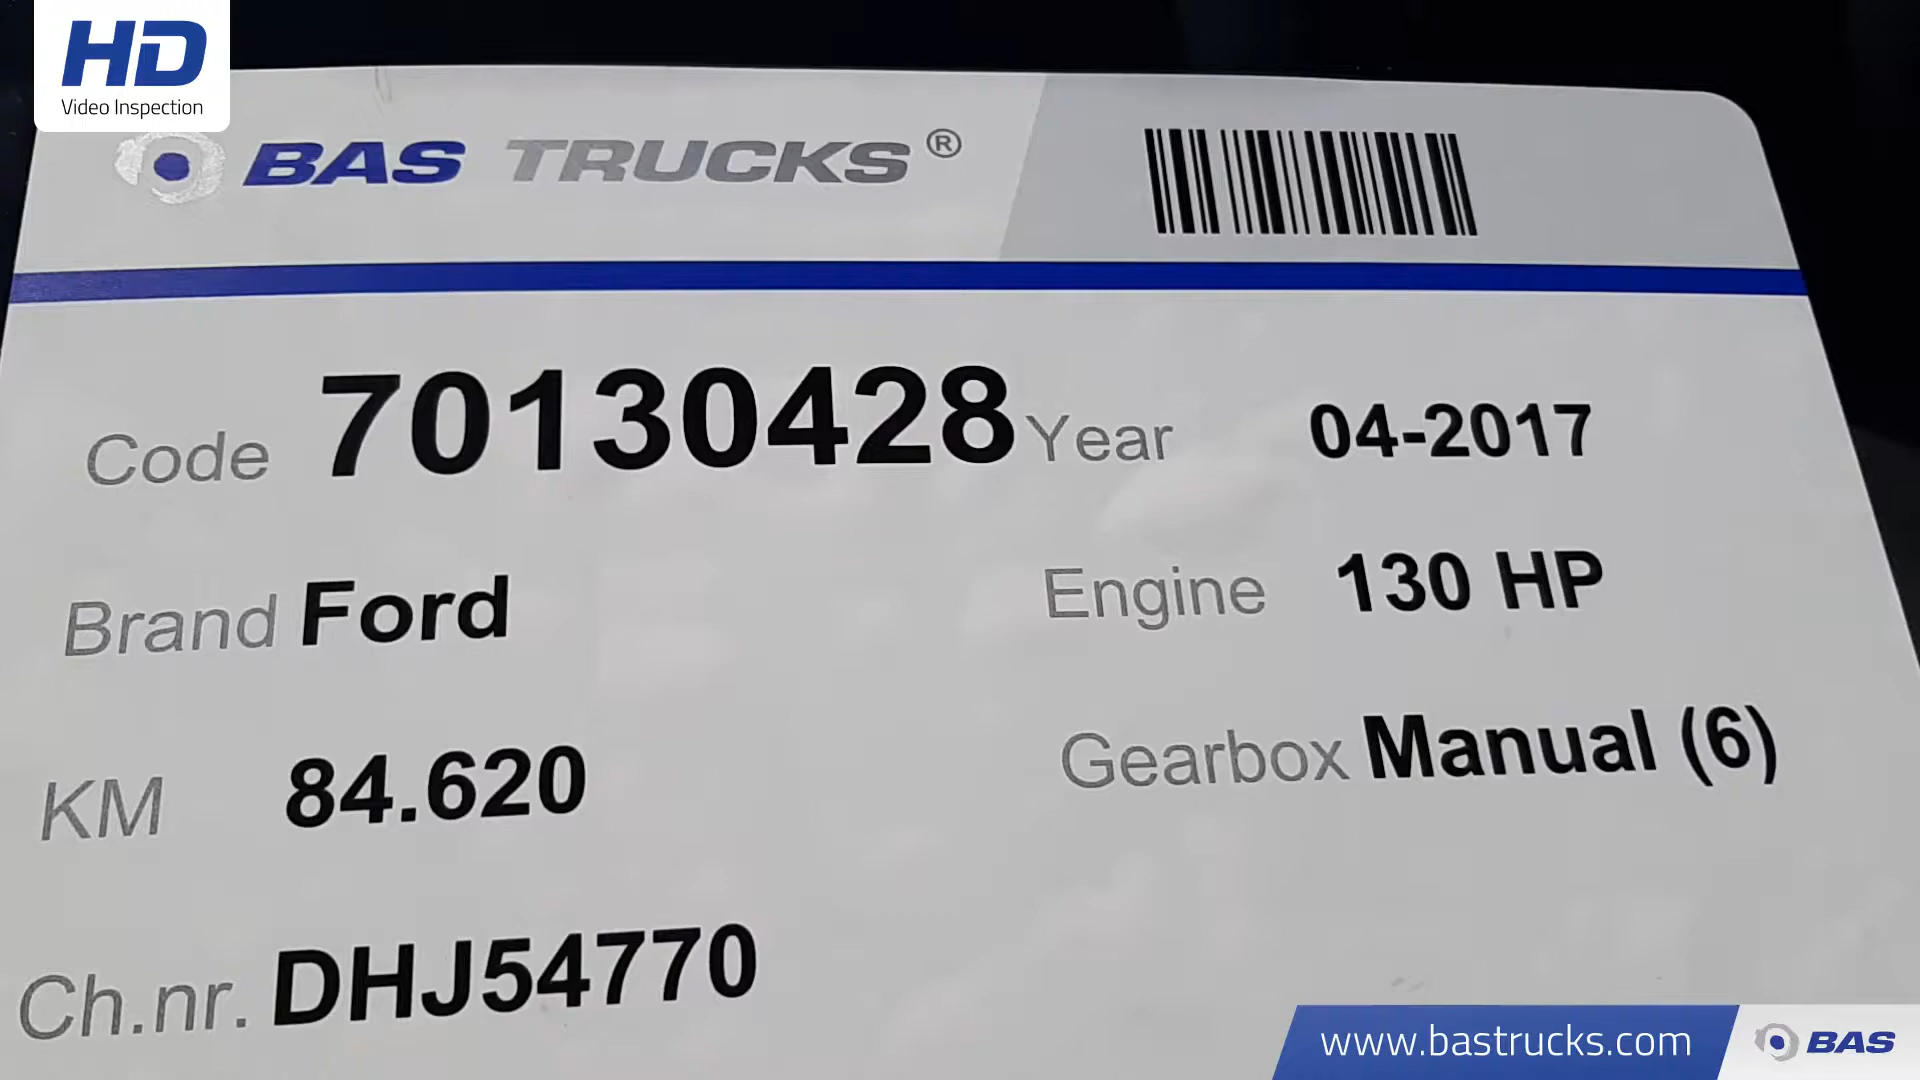 HD
Video Inspection
BAS TRUCKS®
Code 70130428 Year 04-2017
Brand Ford Engine 130 HP
KM 84.620 Gearbox Manual (6)
Ch.nr. DHJ54770
www.bastrucks.com BAS